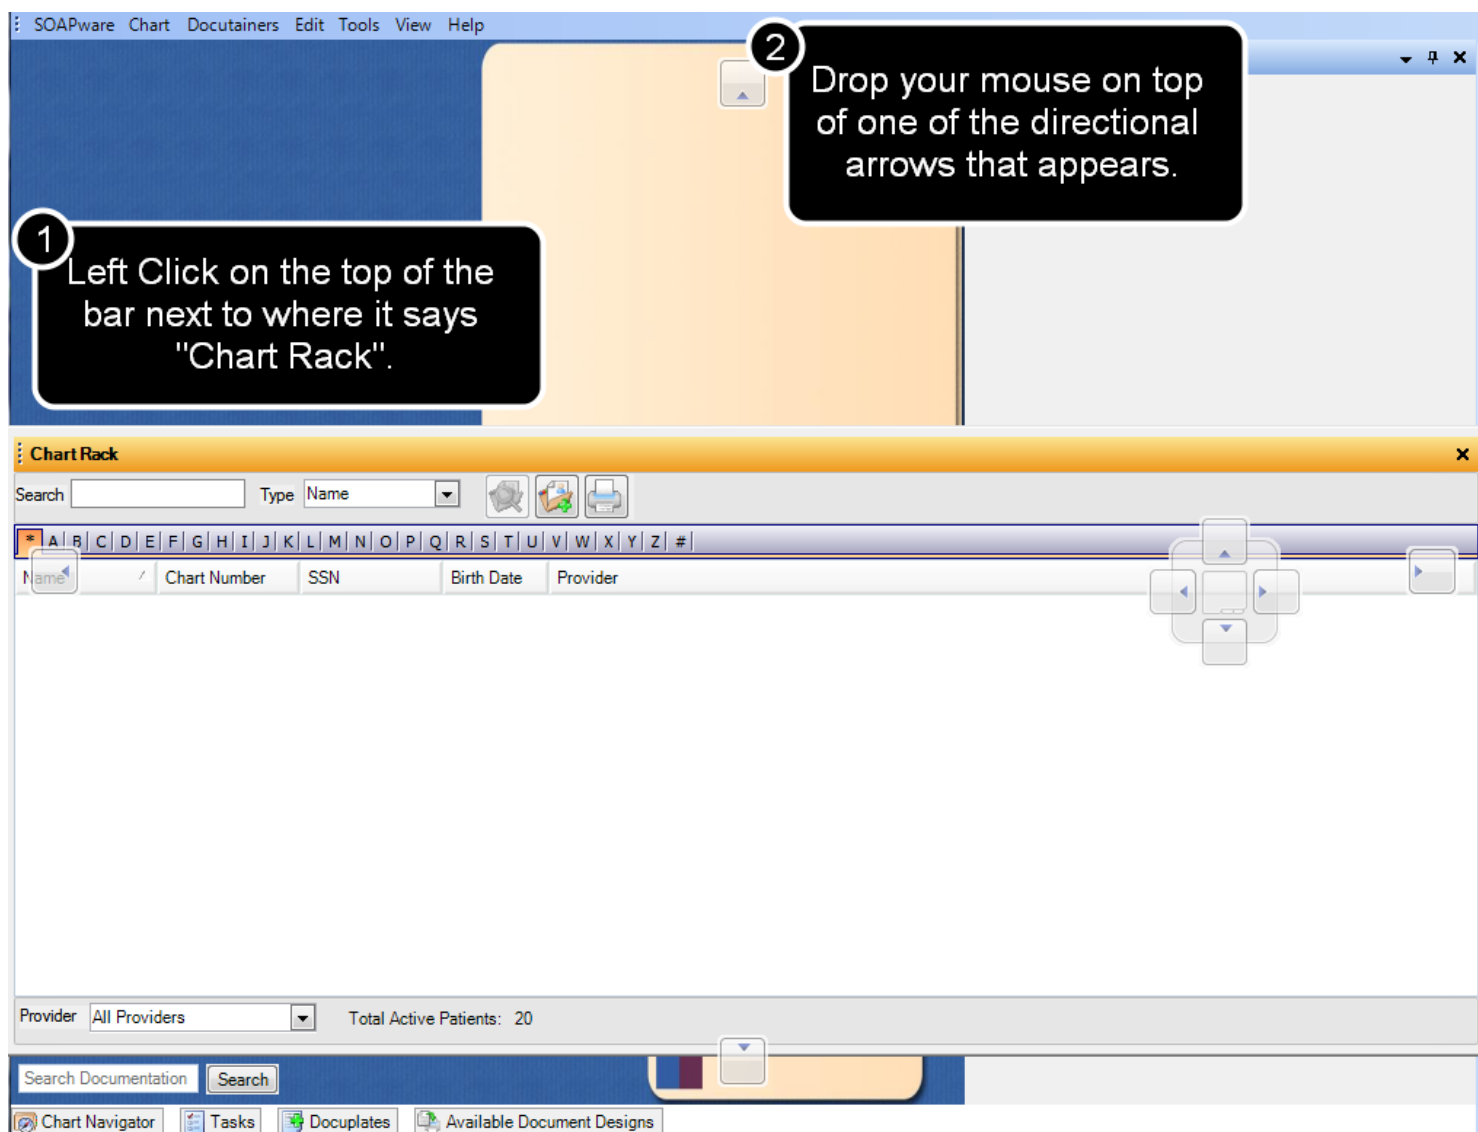 SOAPware Chart Docutainers Edit Tools View Help
2
Drop your mouse on top
of one of the directional
arrows that appears.
1
Left Click on the top of the
bar next to where it says
"Chart Rack".
Chart Rack
Search Type Name
* A B C D E F G H I J K L M N O P Q R S T U V W X Y Z #
Name Chart Number SSN Birth Date Provider
Provider All Providers Total Active Patients: 20
Search Documentation Search
Chart Navigator Tasks Docuplates Available Document Designs